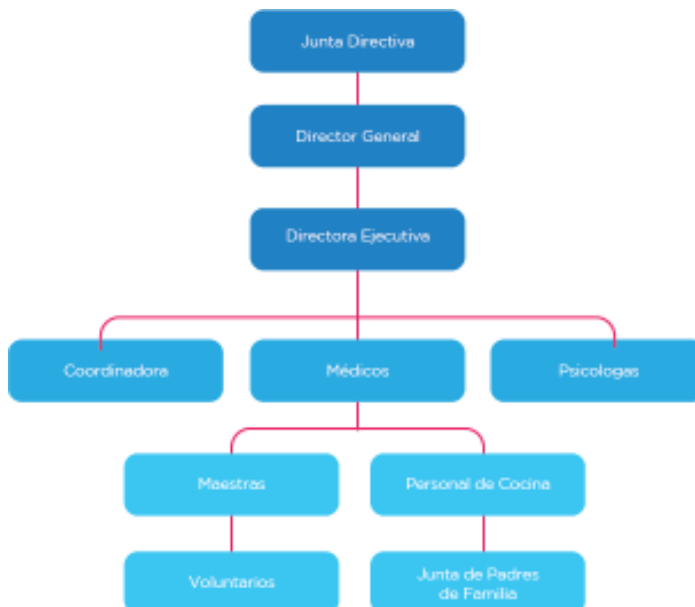 Junta Directiva
Director General
Directora Ejecutiva
Coordinadora
Médicos
Psicologas
Maestras
Personal de Cocina
Voluntarios
Junta de Padres
de Familia